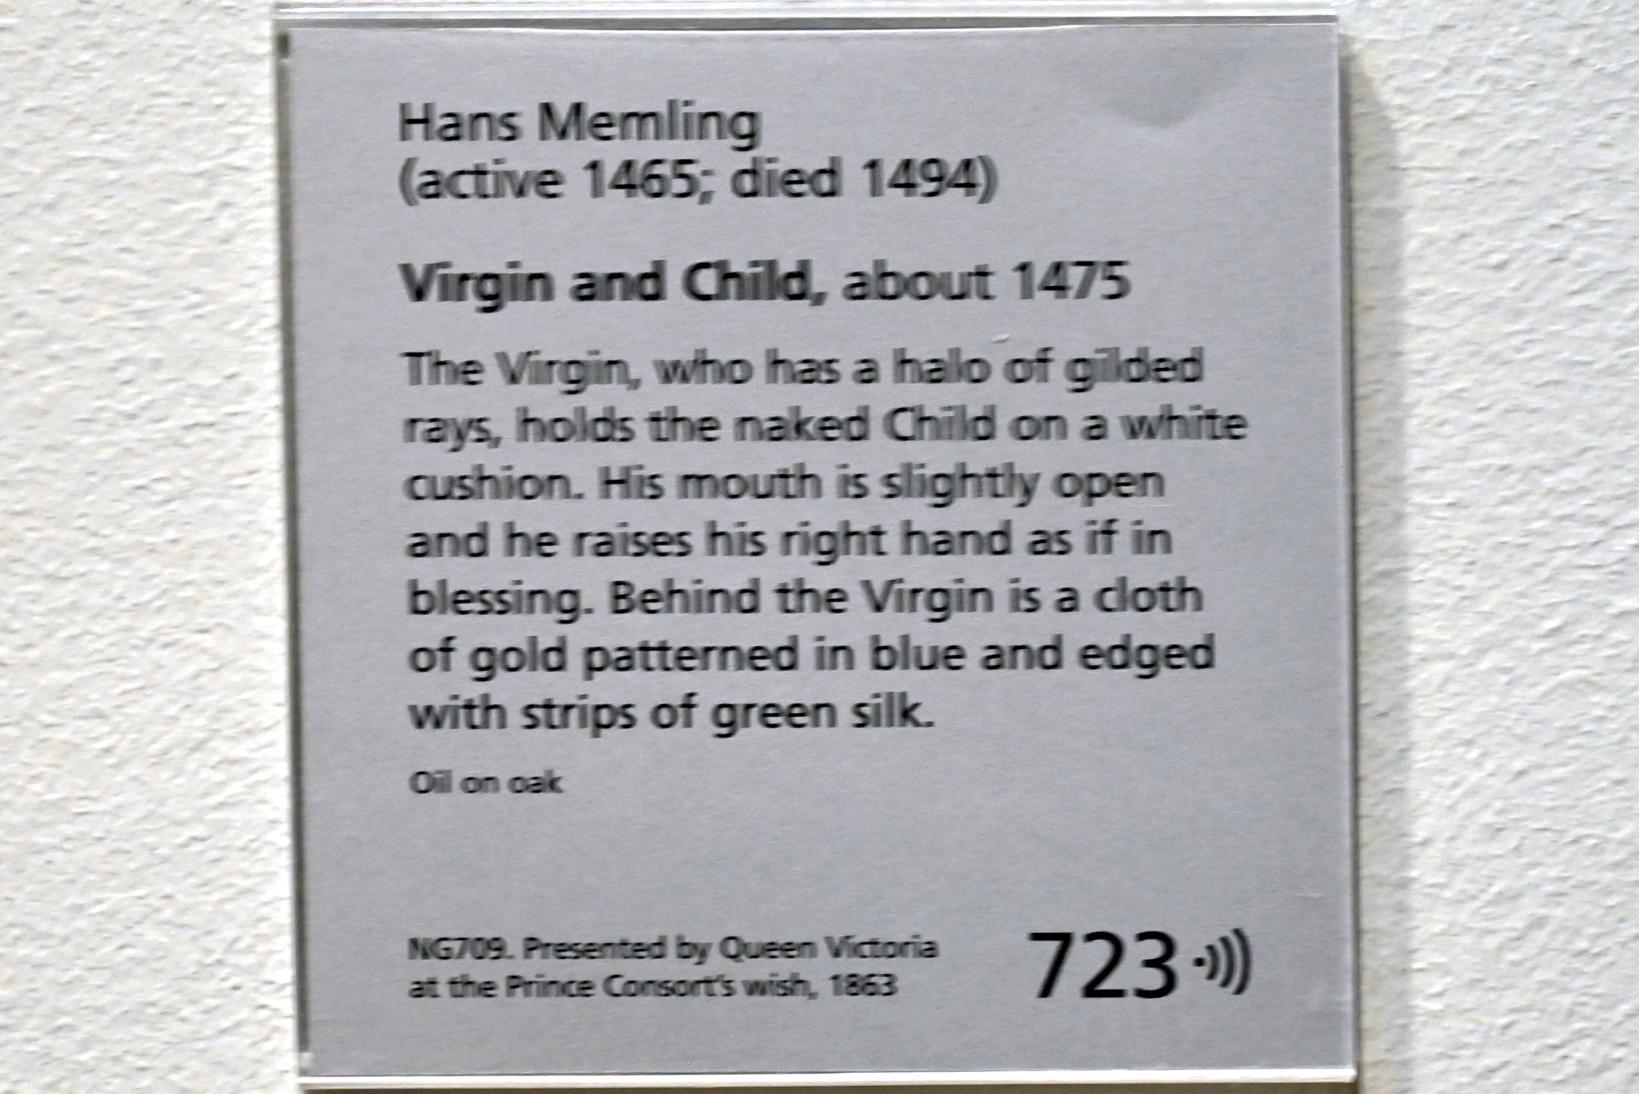 Hans Memling
(active 1465; died 1494)
Virgin and Child, about 1475
The Virgin, who has a halo of gilded
rays, holds the naked Child on a white
cushion. His mouth is slightly open
and he raises his right hand as if in
blessing. Behind the Virgin is a cloth
of gold patterned in blue and edged
with strips of green silk.
Oil on oak
NG709. Presented by Queen Victoria
at the Prince Consort's wish, 1863
723